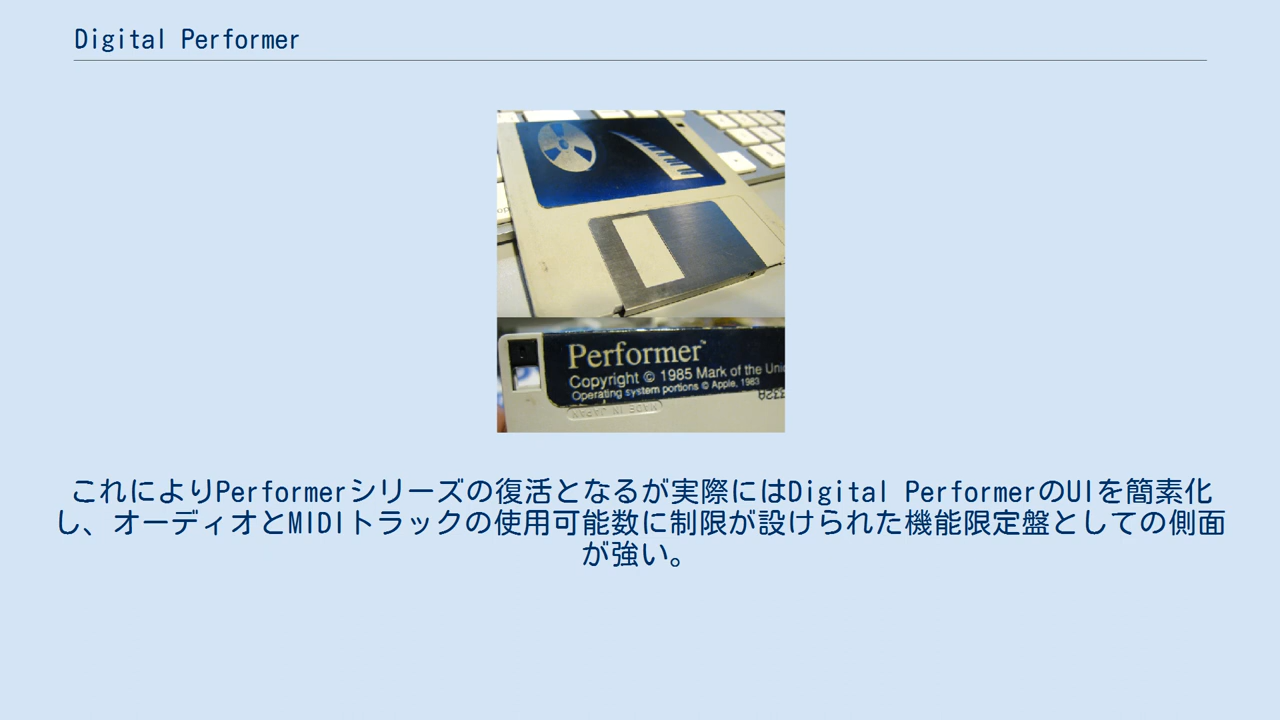 Digital Performer
Performer™
Copyright © 1985 Mark of the Uni
Operating system portions © Apple, 1983
MADE IN JAPAN
これによりPerformerシリーズの復活となるが実際にはDigital PerformerのUIを簡素化
し、オーディオとMIDIトラックの使用可能数に制限が設けられた機能限定盤としての側面
が強い。